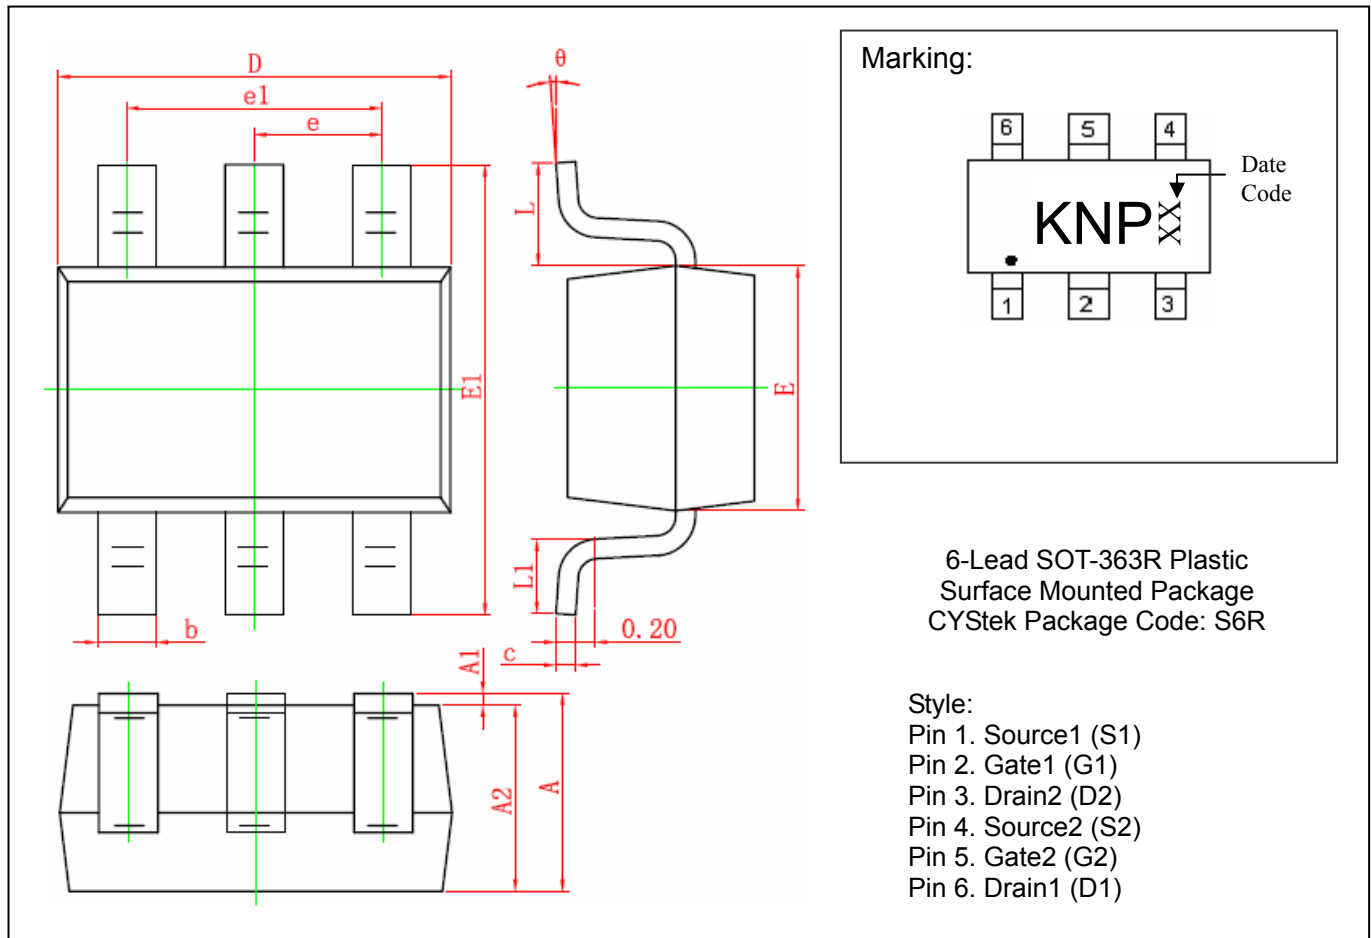 D
e1
e
E1
b
θ
L
E
L1
0.20
c
A1
A2
A
Marking:
6 5 4
Date
Code
KNP
XX
1 2 3
6-Lead SOT-363R Plastic
Surface Mounted Package
CYStek Package Code: S6R
Style:
Pin 1. Source1 (S1)
Pin 2. Gate1 (G1)
Pin 3. Drain2 (D2)
Pin 4. Source2 (S2)
Pin 5. Gate2 (G2)
Pin 6. Drain1 (D1)